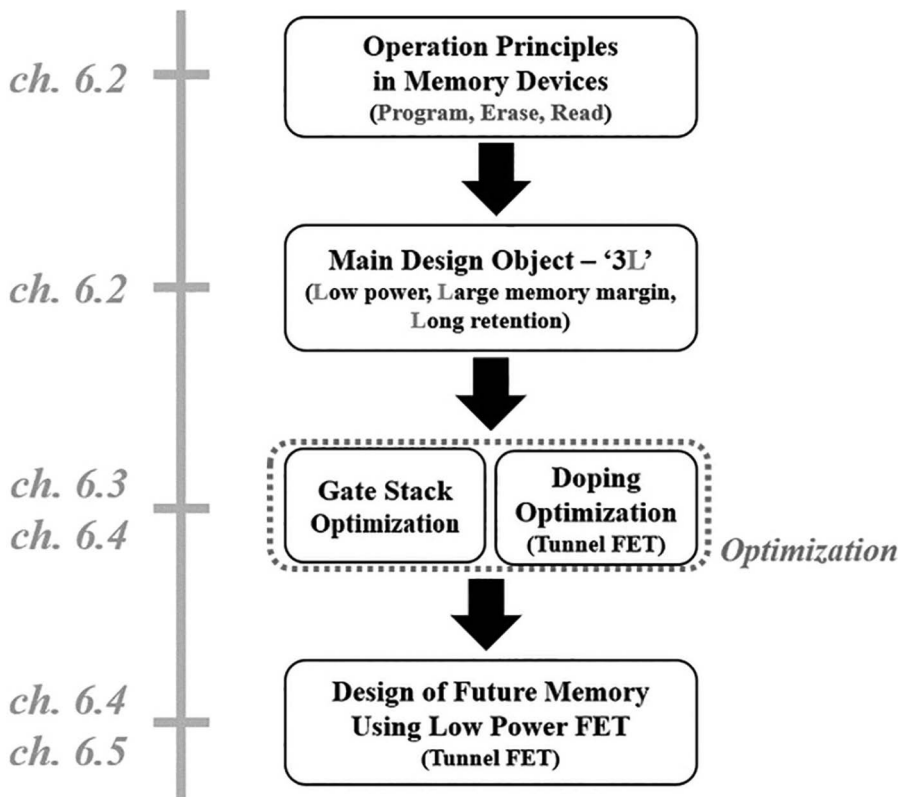 ch. 6.2
Operation Principles
in Memory Devices
(Program, Erase, Read)
ch. 6.2
Main Design Object – ‘3L’
(Low power, Large memory margin,
Long retention)
ch. 6.3
ch. 6.4
Gate Stack
Optimization
Doping
Optimization
(Tunnel FET)
Optimization
ch. 6.4
ch. 6.5
Design of Future Memory
Using Low Power FET
(Tunnel FET)